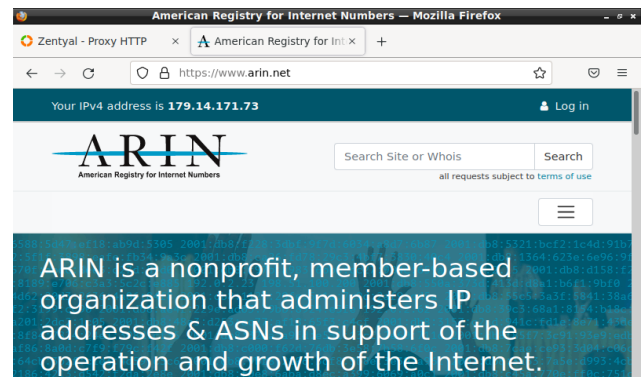 American Registry for Internet Numbers — Mozilla Firefox
Zentyal - Proxy HTTP × American Registry for Int × +
https://www.arin.net
Your IPv4 address is 179.14.171.73 Log in
ARIN
American Registry for Internet Numbers
Search Site or Whois Search
all requests subject to terms of use
ARIN is a nonprofit, member-based
organization that administers IP
addresses & ASNs in support of the
operation and growth of the Internet.